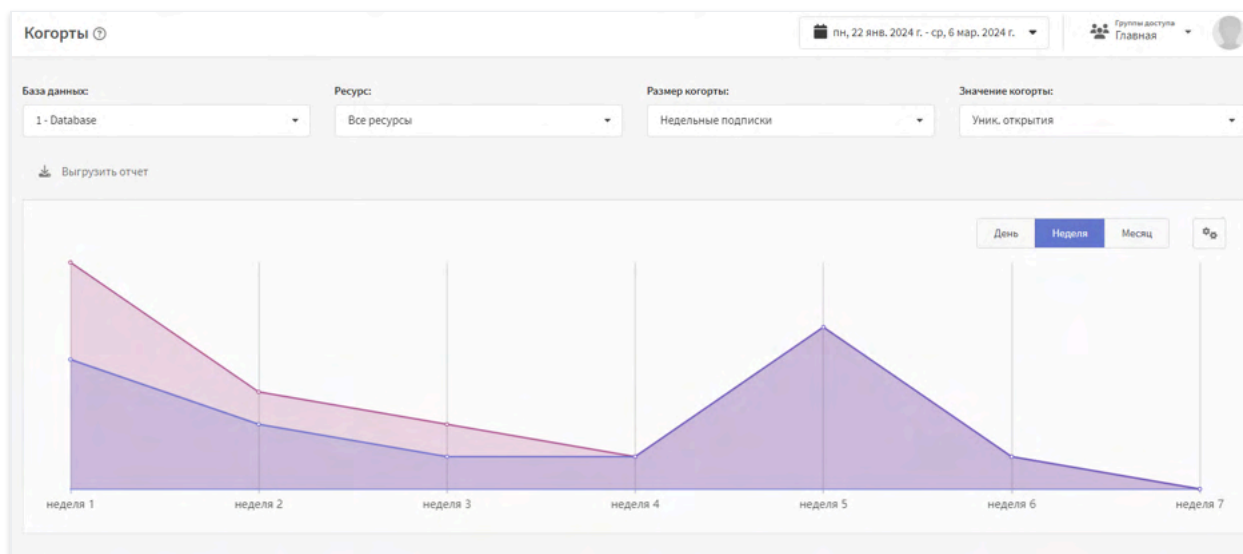 Когорты ?
пн, 22 янв. 2024 г. - ср, 6 мар. 2024 г.
Группы доступа
Главная
База данных:
Ресурс:
Размер когорты:
Значение когорты:
1 - Database
Все ресурсы
Недельные подписки
Уник. открытия
Выгрузить отчет
День
Неделя
Месяц
неделя 1
неделя 2
неделя 3
неделя 4
неделя 5
неделя 6
неделя 7